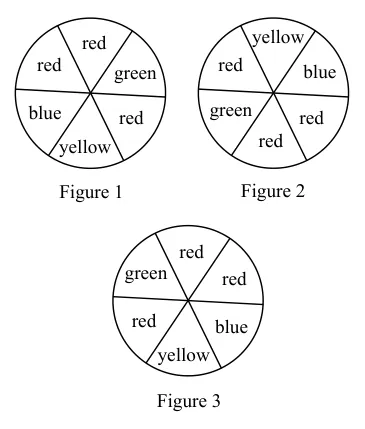 red
red
green
blue
red
yellow
Figure 1
yellow
red
blue
green
red
red
Figure 2
red
green
red
red
blue
yellow
Figure 3